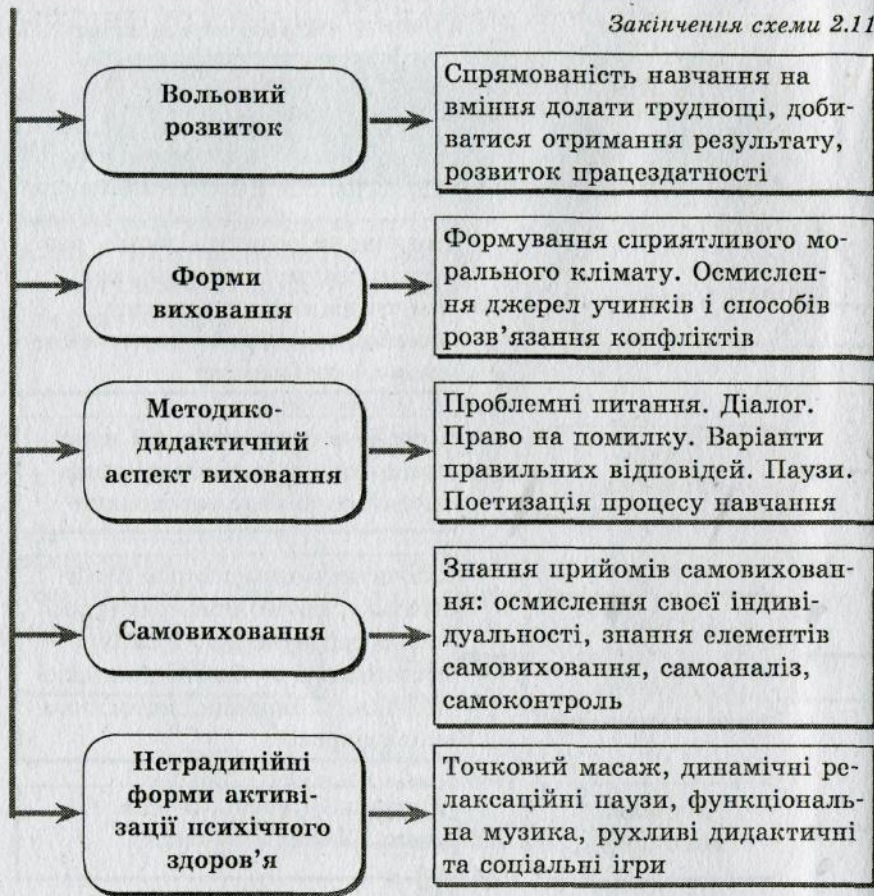 Закінчення схеми 2.11
Вольовий
розвиток
Спрямованість навчання на
вміння долати труднощі, доби-
ватися отримання результату,
розвиток працездатності
Форми
виховання
Формування сприятливого мо-
рального клімату. Осмислен-
ня джерел учинків і способів
розв’язання конфліктів
Методико-
дидактичний
аспект виховання
Проблемні питання. Діалог.
Право на помилку. Варіанти
правильних відповідей. Паузи.
Поетизація процесу навчання
Самовиховання
Знання прийомів самовихован-
ня: осмислення своєї індиві-
дуальності, знання елементів
самовиховання, самоаналіз,
самоконтроль
Нетрадиційні
форми активі-
зації психічного
здоров’я
Точковий масаж, динамічні ре-
лаксаційні паузи, функціональ-
на музика, рухливі дидактичні
та соціальні ігри